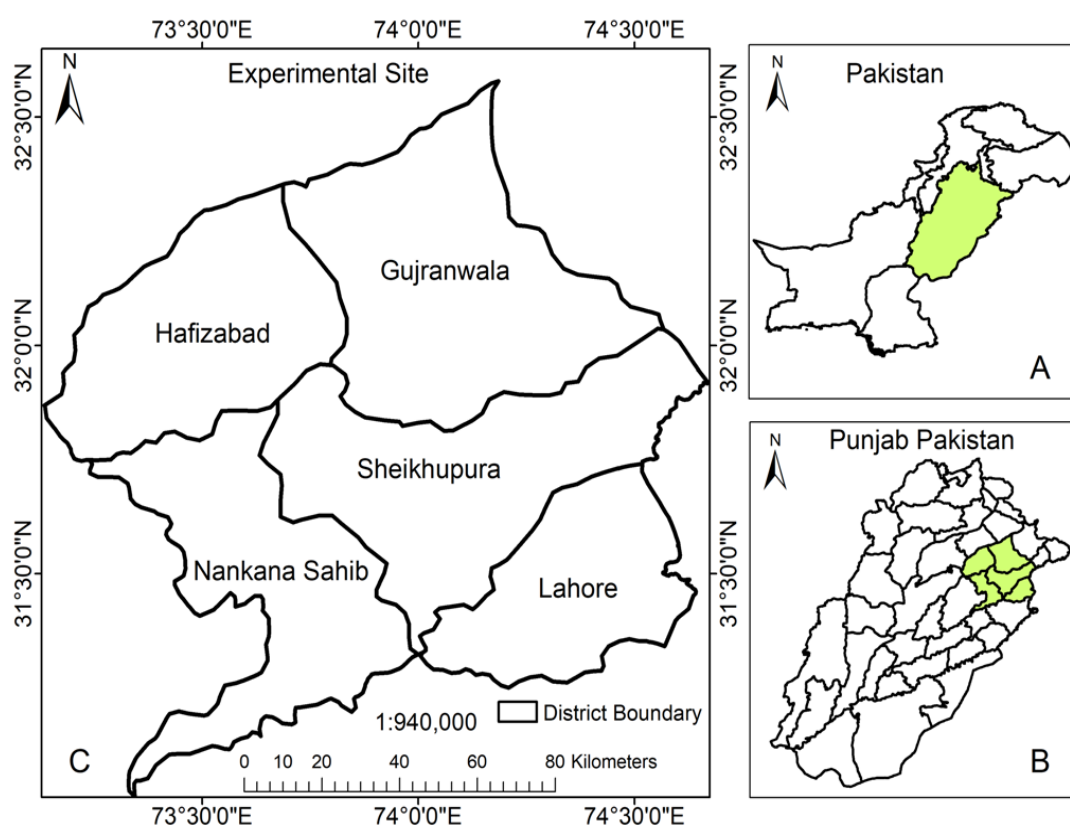 73°30'0"E 74°0'0"E 74°30'0"E
N
Experimental Site
32°30'0"N
32°0'0"N
31°30'0"N
Gujranwala
Hafizabad
Sheikhupura
Nankana Sahib
Lahore
1:940,000
District Boundary
C
0 10 20 40 60 80 Kilometers
73°30'0"E 74°0'0"E 74°30'0"E
32°30'0"N
32°0'0"N
31°30'0"N
N
Pakistan
A
N
Punjab Pakistan
B